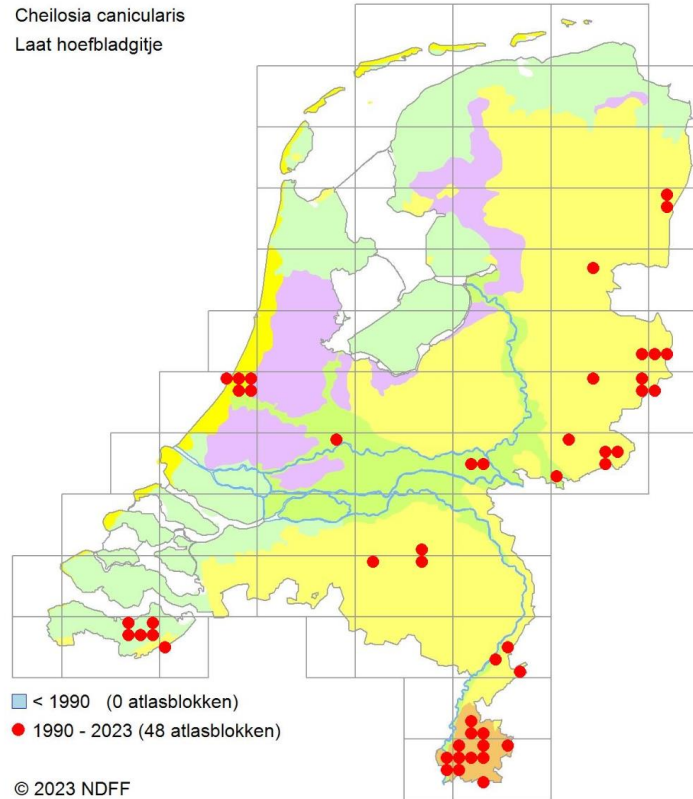 Cheilosia canicularis
Laat hoefbladgitje
< 1990 (0 atlasblokken)
1990 - 2023 (48 atlasblokken)
© 2023 NDFF